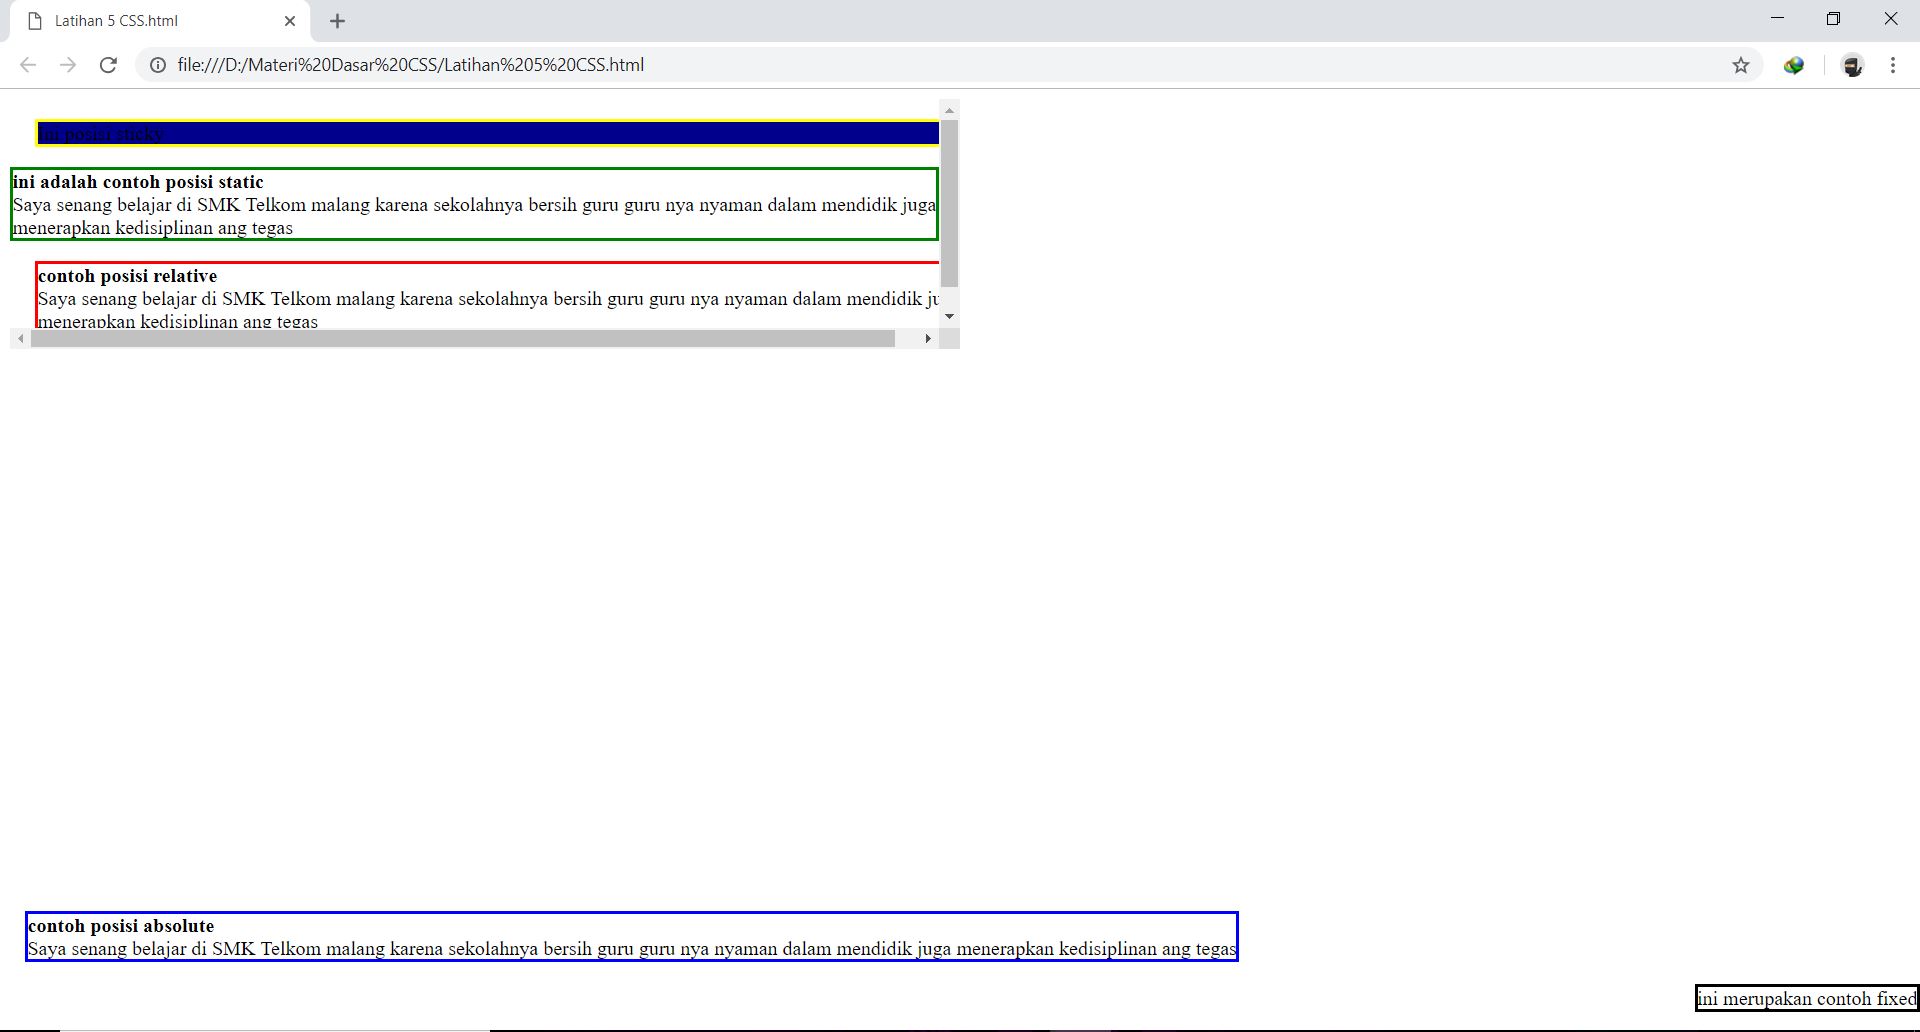 Latihan 5 CSS.html
file:///D:/Materi%20Dasar%20CSS/Latihan%205%20CSS.html
ini posisi sticky
ini adalah contoh posisi static
Saya senang belajar di SMK Telkom malang karena sekolahnya bersih guru guru nya nyaman dalam mendidik juga
menerapkan kedisiplinan ang tegas
contoh posisi relative
Saya senang belajar di SMK Telkom malang karena sekolahnya bersih guru guru nya nyaman dalam mendidik ju
menerapkan kedisiplinan ang tegas
contoh posisi absolute
Saya senang belajar di SMK Telkom malang karena sekolahnya bersih guru guru nya nyaman dalam mendidik juga menerapkan kedisiplinan ang tegas
ini merupakan contoh fixed